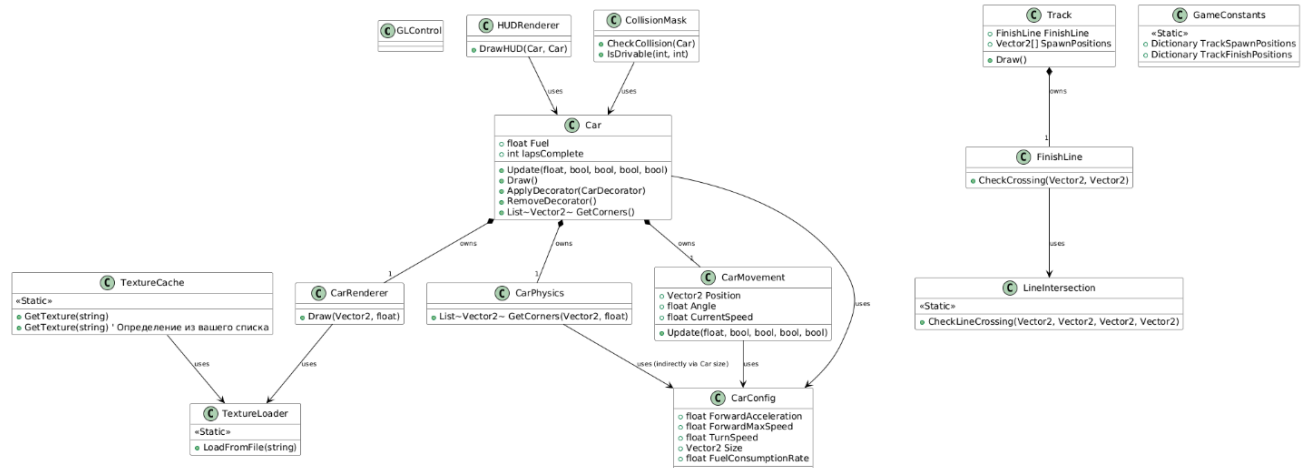 C GLControl
C HUDRenderer
DrawHUD(Car, Car)
C CollisionMask
CheckCollision(Car)
IsDrivable(int, int)
C Track
FinishLine FinishLine
Vector2[] SpawnPositions
Draw()
C GameConstants
«Static»
Dictionary TrackSpawnPositions
Dictionary TrackFinishPositions
uses
uses
owns
1
C Car
float Fuel
int lapsComplete
Update(float, bool, bool, bool, bool)
Draw()
ApplyDecorator(CarDecorator)
RemoveDecorator()
List~Vector2~ GetCorners()
C FinishLine
CheckCrossing(Vector2, Vector2)
owns
1
owns
1
owns
1
uses
uses
C TextureCache
«Static»
GetTexture(string)
GetTexture(string) ' Определение из вашего списка
C CarRenderer
Draw(Vector2, float)
C CarPhysics
List~Vector2~ GetCorners(Vector2, float)
C CarMovement
Vector2 Position
float Angle
float CurrentSpeed
Update(float, bool, bool, bool, bool)
C LineIntersection
«Static»
CheckLineCrossing(Vector2, Vector2, Vector2, Vector2)
uses
uses
uses (indirectly via Car size)
uses
C TextureLoader
«Static»
LoadFromFile(string)
C CarConfig
float ForwardAcceleration
float ForwardMaxSpeed
float TurnSpeed
Vector2 Size
float FuelConsumptionRate